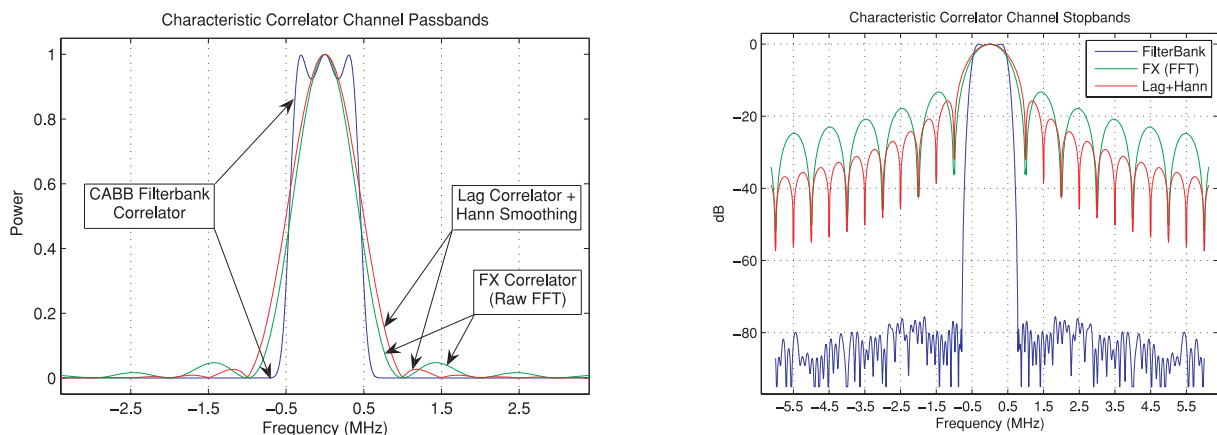 Characteristic Correlator Channel Passbands
1
0.8
0.6
0.4
0.2
0
Power
CABB Filterbank
Correlator
Lag Correlator +
Hann Smoothing
FX Correlator
(Raw FFT)
−2.5 −1.5 −0.5 0.5 1.5 2.5
Frequency (MHz)
Characteristic Correlator Channel Stopbands
0
−20
−40
−60
−80
dB
FilterBank
FX (FFT)
Lag+Hann
−5.5 −4.5 −3.5 −2.5 −1.5 −0.5 0.5 1.5 2.5 3.5 4.5 5.5
Frequency (MHz)